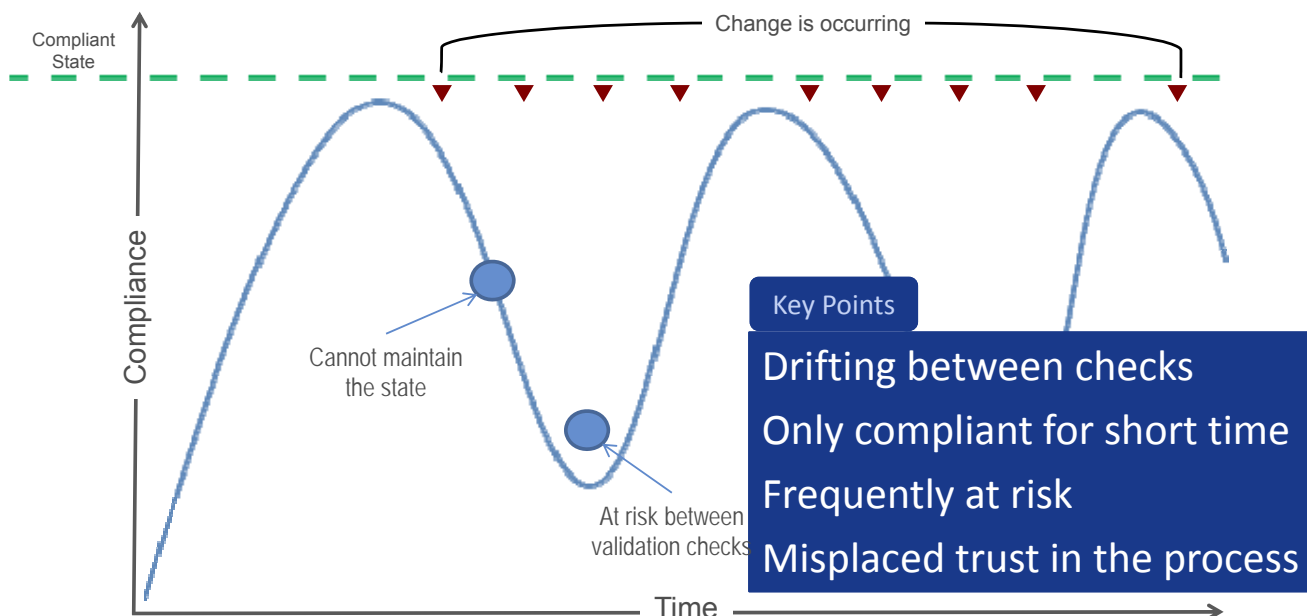 Change is occurring
Compliant
State
Compliance
Cannot maintain
the state
At risk between
validation checks
Key Points
Drifting between checks
Only compliant for short time
Frequently at risk
Misplaced trust in the process
Time